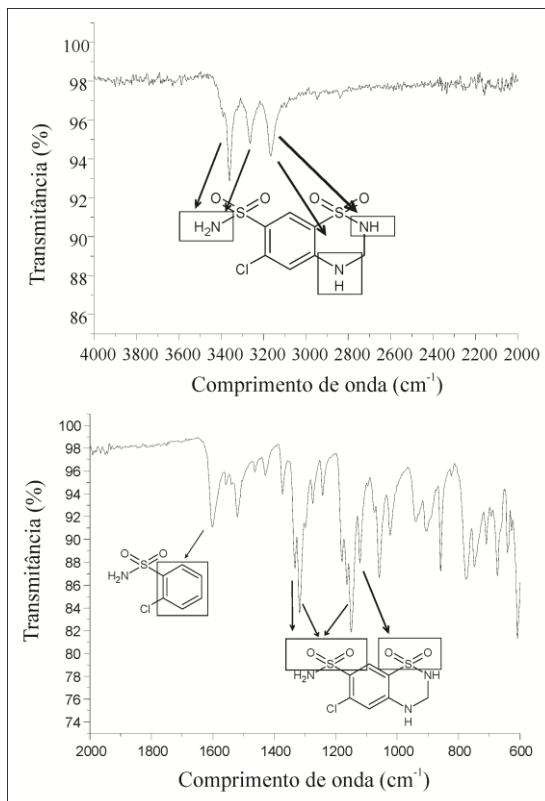 100
98
96
94
92
90
88
86
Transmitância (%)
4000 3800 3600 3400 3200 3000 2800 2600 2400 2200 2000
Comprimento de onda (cm⁻¹)
O O O O
S S
H₂N NH
Cl N
H
100
98
96
94
91
89
86
84
82
80
78
76
74
73
Transmitância (%)
2000 1800 1600 1400 1200 1000 800 600
Comprimento de onda (cm⁻¹)
O O
S
H₂N
Cl
O O O O
S S
H₂N NH
Cl N
H